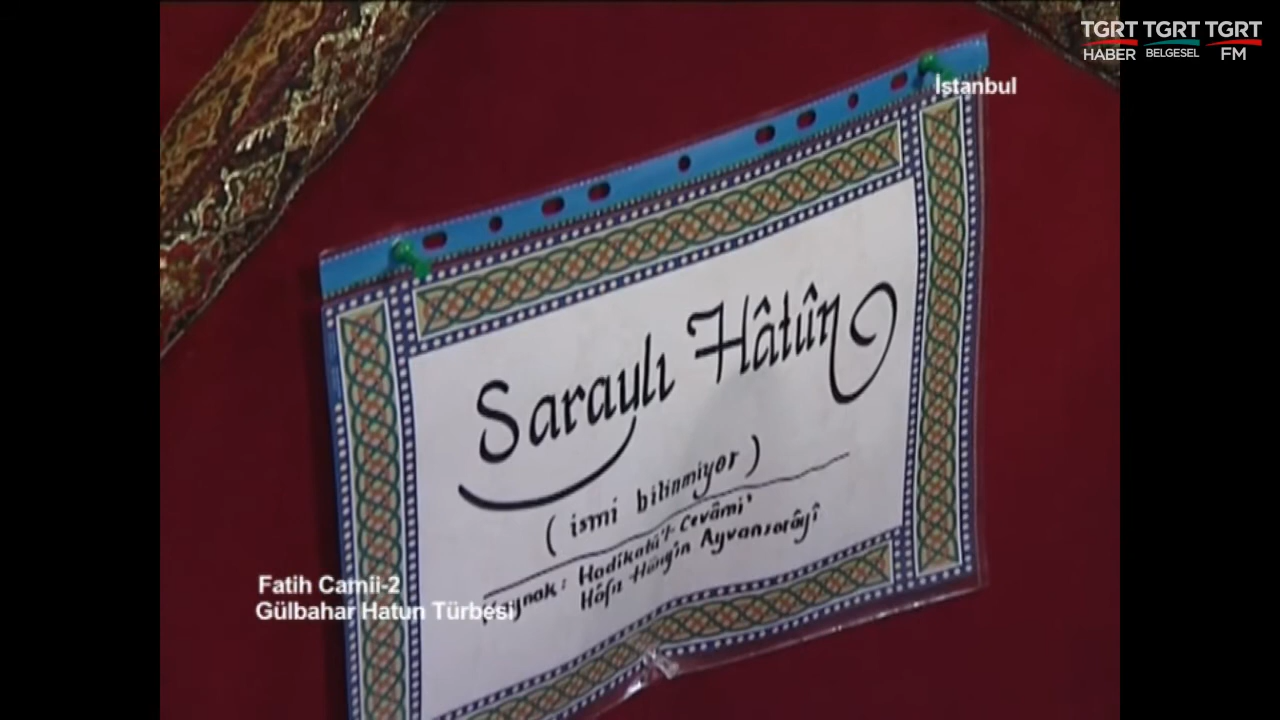 TGRT TGRT TGRT
HABER BELGESEL FM
İstanbul
Saraylı Hâtûn
( ismi bilinmiyor )
Kaynak: Hadikatü'l-Cevâmi'
Hâfız Hüseyin Ayvansarâyî
Fatih Camii-2
Gülbahar Hatun Türbesi